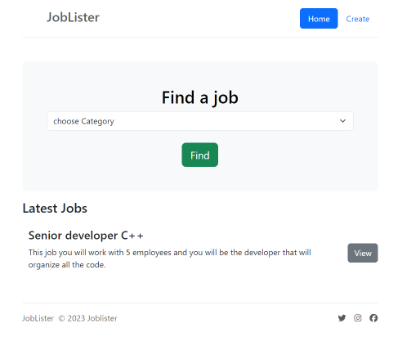 JobLister
Home
Create
Find a job
choose Category
Find
Latest Jobs
Senior developer C++
This job you will work with 5 employees and you will be the developer that will
organize all the code.
View
JobLister © 2023 Joblister